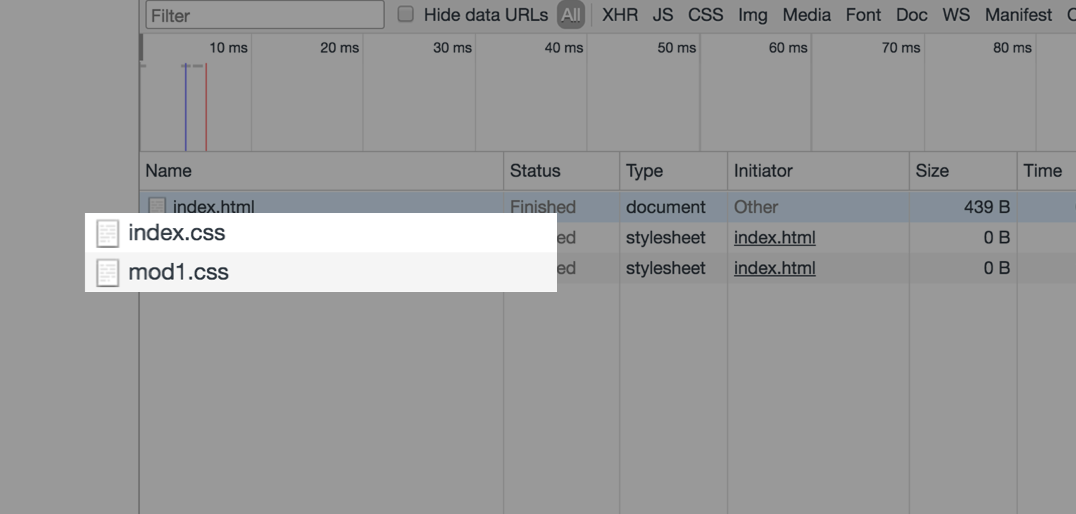 Filter Hide data URLs All XHR JS CSS Img Media Font Doc WS Manifest
10 ms 20 ms 30 ms 40 ms 50 ms 60 ms 70 ms 80 ms
Name Status Type Initiator Size Time
index.html Finished document Other 439 B
index.css ed stylesheet index.html 0 B
mod1.css ed stylesheet index.html 0 B